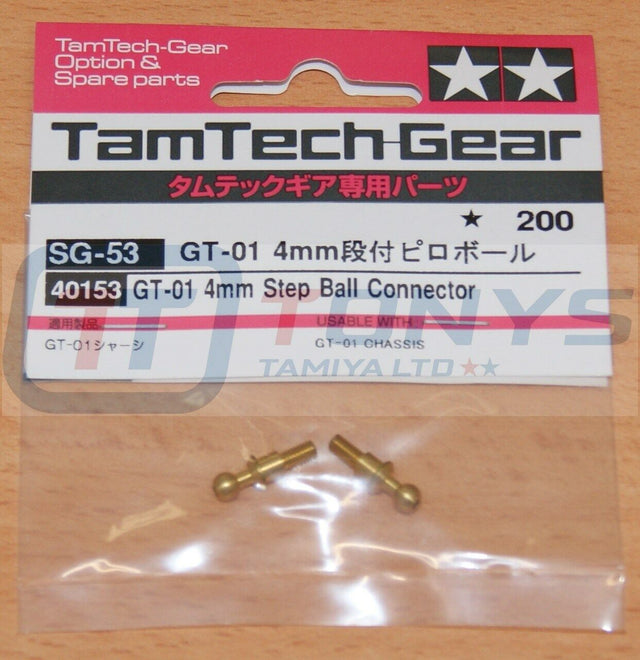 TamTech-Gear
Option &
Spare parts
TamTech-Gear
タムテックギア専用パーツ
★ 200
SG-53 GT-01 4mm段付ピロボール
40153 GT-01 4mm Step Ball Connector
適用製品 USABLE WITH
GT-01シャーシ GT-01 CHASSIS
TT TONYS
TAMIYA LTD ★★